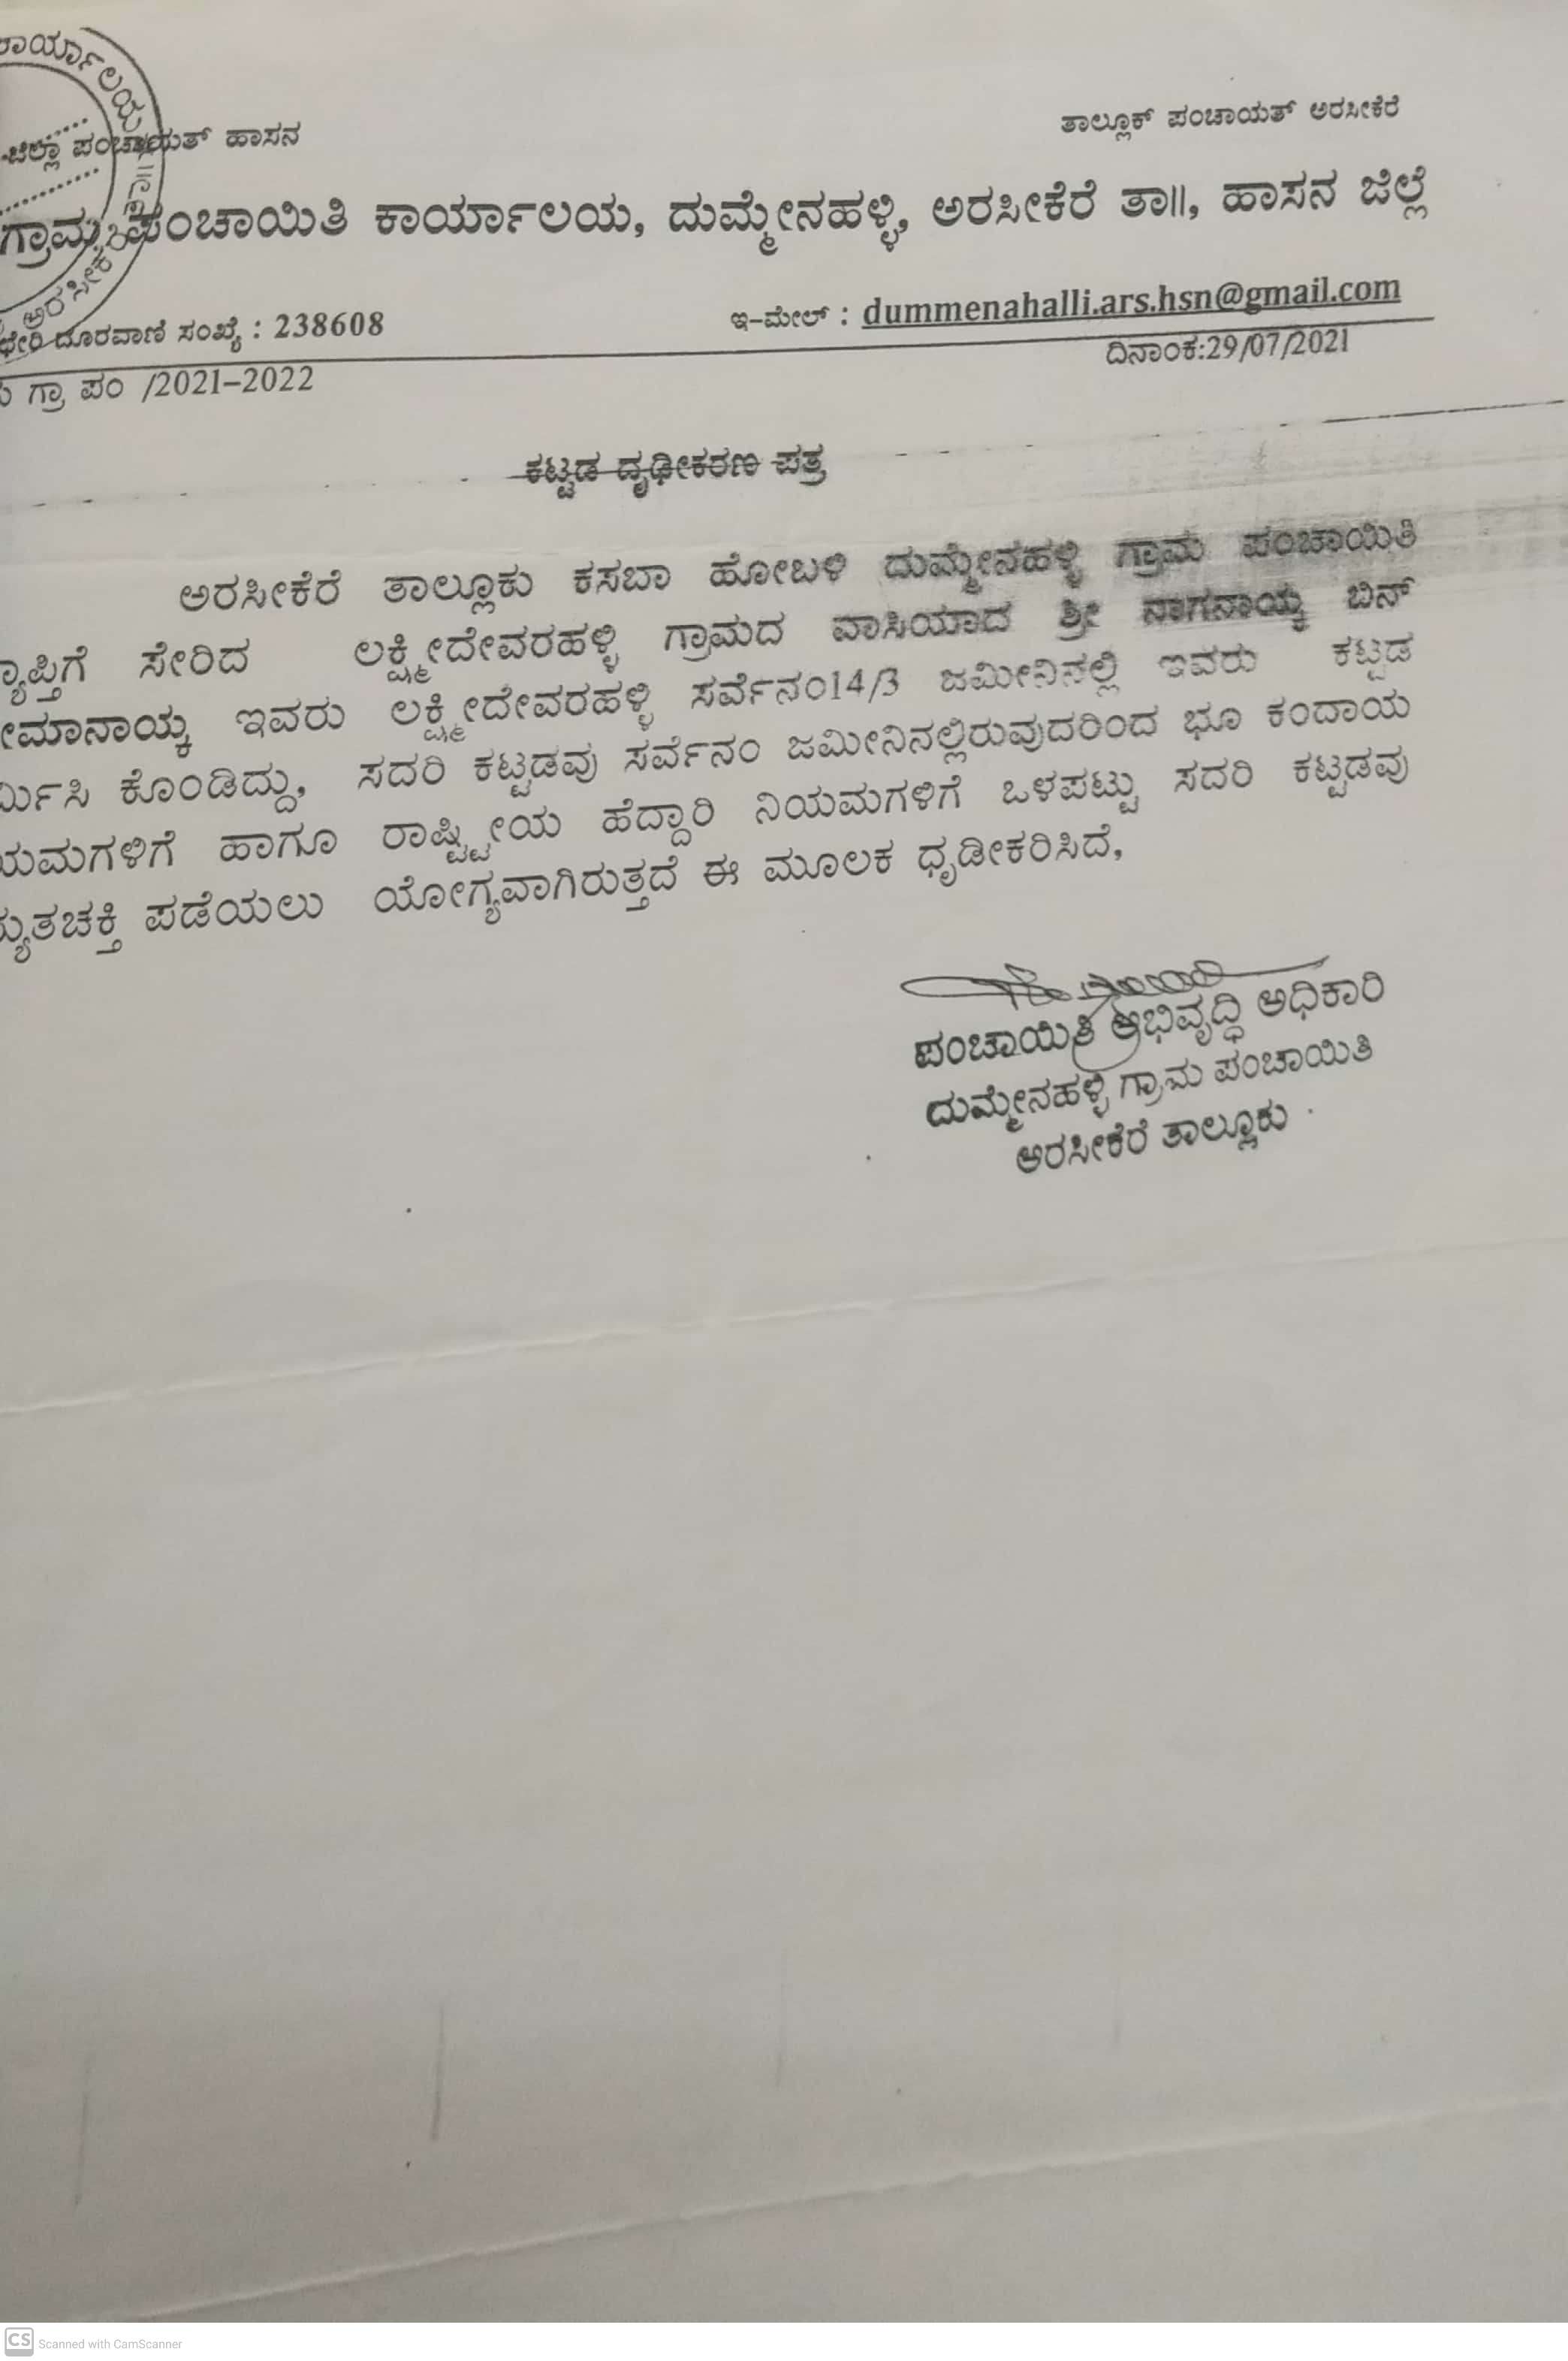 ಜಿಲ್ಲಾ ಪಂಚಾಯತ್ ಹಾಸನ ತಾಲ್ಲೂಕ್ ಪಂಚಾಯತ್ ಅರಸೀಕೆರೆ
ಗ್ರಾಮ ಪಂಚಾಯಿತಿ ಕಾರ್ಯಾಲಯ, ದುಮ್ಮೇನಹಳ್ಳಿ, ಅರಸೀಕೆರೆ ತಾ||, ಹಾಸನ ಜಿಲ್ಲೆ
ಛೇರಿ ದೂರವಾಣಿ ಸಂಖ್ಯೆ : 238608 ಇ-ಮೇಲ್ : dummenahalli.ars.hsn@gmail.com
ಗ್ರಾ ಪಂ /2021-2022 ದಿನಾಂಕ:29/07/2021
ಕಟ್ಟಡ ದೃಢೀಕರಣ ಪತ್ರ
ಅರಸೀಕೆರೆ ತಾಲ್ಲೂಕು ಕಸಬಾ ಹೋಬಳಿ ದುಮ್ಮೇನಹಳ್ಳಿ ಗ್ರಾಮ ಪಂಚಾಯಿತಿ
ಸೇರಿದ ಲಕ್ಷ್ಮೀದೇವರಹಳ್ಳಿ ಗ್ರಾಮದ ವಾಸಿಯಾದ ಶ್ರೀ ನಾಗನಾಯ್ಕ ಬಿನ್
ಮಾನಾಯ್ಕ ಇವರು ಲಕ್ಷ್ಮೀದೇವರಹಳ್ಳಿ ಸರ್ವೆನಂ14/3 ಜಮೀನಿನಲ್ಲಿ ಇವರು ಕಟ್ಟಡ
ರ್ಮಿಸಿ ಕೊಂಡಿದ್ದು, ಸದರಿ ಕಟ್ಟಡವು ಸರ್ವೆನಂ ಜಮೀನಿನಲ್ಲಿರುವುದರಿಂದ ಭೂ ಕಂದಾಯ
ಯಮಗಳಿಗೆ ಹಾಗೂ ರಾಷ್ಟ್ರೀಯ ಹೆದ್ದಾರಿ ನಿಯಮಗಳಿಗೆ ಒಳಪಟ್ಟು ಸದರಿ ಕಟ್ಟಡವು
ದ್ಯುತಚಕ್ತಿ ಪಡೆಯಲು ಯೋಗ್ಯವಾಗಿರುತ್ತದೆ ಈ ಮೂಲಕ ಧೃಡೀಕರಿಸಿದೆ,
ಪಂಚಾಯಿತಿ ಅಭಿವೃದ್ಧಿ ಅಧಿಕಾರಿ
ದುಮ್ಮೇನಹಳ್ಳಿ ಗ್ರಾಮ ಪಂಚಾಯಿತಿ
ಅರಸೀಕೆರೆ ತಾಲ್ಲೂಕು
CS Scanned with CamScanner